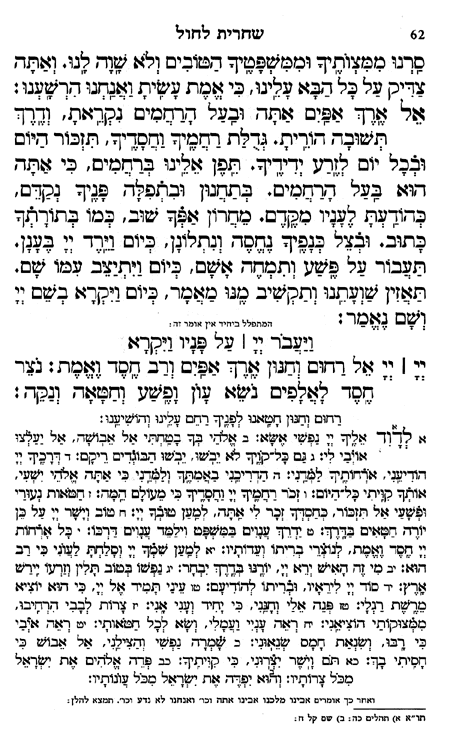 62 שחרית לחול
סַרְנוּ מִמִּצְוֹתֶיךָ וּמִמִּשְׁפָּטֶיךָ הַטּוֹבִים וְלֹא שָׁוָה לָנוּ. וְאַתָּה
צַדִּיק עַל כָּל הַבָּא עָלֵינוּ, כִּי אֱמֶת עָשִׂיתָ וַאֲנַחְנוּ הִרְשָׁעְנוּ:
אֵל אֶרֶךְ אַפַּיִם אַתָּה וּבַעַל הָרַחֲמִים נִקְרֵאתָ, וְדֶרֶךְ
תְּשׁוּבָה הוֹרֵיתָ. גְּדֻלַּת רַחֲמֶיךָ וַחֲסָדֶיךָ, תִּזְכּוֹר הַיּוֹם
וּבְכָל יוֹם לְזֶרַע יְדִידֶיךָ. תֵּפֶן אֵלֵינוּ בְּרַחֲמִים, כִּי אַתָּה
הוּא בַּעַל הָרַחֲמִים. בְּתַחֲנוּן וּבִתְפִלָּה פָּנֶיךָ נְקַדֵּם,
כְּהוֹדַעְתָּ לֶעָנָיו מִקֶּדֶם. מֵחֲרוֹן אַפְּךָ שׁוּב, כְּמוֹ בְּתוֹרָתְךָ
כָּתוּב. וּבְצֵל כְּנָפֶיךָ נֶחֱסֶה וְנִתְלוֹנָן, כְּיוֹם וַיֵּרֶד יְיָ בֶּעָנָן.
תַּעֲבוֹר עַל פֶּשַׁע וְתִמְחֶה אָשָׁם, כְּיוֹם וַיִּתְיַצֵּב עִמּוֹ שָׁם.
תַּאֲזִין שַׁוְעָתֵנוּ וְתַקְשִׁיב מֶנּוּ מַאֲמָר, כְּיוֹם וַיִּקְרָא בְשֵׁם יְיָ
וְשָׁם נֶאֱמַר:
המתפלל ביחיד אין אומר זה:
וַיַּעֲבֹר יְיָ | עַל פָּנָיו וַיִּקְרָא
יְיָ | יְיָ אֵל רַחוּם וְחַנּוּן אֶרֶךְ אַפַּיִם וְרַב חֶסֶד וֶאֱמֶת: נֹצֵר
חֶסֶד לָאֲלָפִים נֹשֵׂא עָוֹן וָפֶשַׁע וְחַטָּאָה וְנַקֵּה:
רַחוּם וְחַנּוּן חָטָאנוּ לְפָנֶיךָ רַחֵם עָלֵינוּ וְהוֹשִׁיעֵנוּ:
א לְדָוִד אֵלֶיךָ יְיָ נַפְשִׁי אֶשָּׂא: ב אֱלֹהַי בְּךָ בָטַחְתִּי אַל אֵבוֹשָׁה, אַל יַעַלְצוּ
אוֹיְבַי לִי: ג גַּם כָּל־קֹוֶיךָ לֹא יֵבֹשׁוּ, יֵבֹשׁוּ הַבּוֹגְדִים רֵיקָם: ד דְּרָכֶיךָ יְיָ
הוֹדִיעֵנִי, אֹרְחוֹתֶיךָ לַמְּדֵנִי: ה הַדְרִיכֵנִי בַאֲמִתֶּךָ וְלַמְּדֵנִי כִּי אַתָּה אֱלֹהֵי יִשְׁעִי,
אוֹתְךָ קִוִּיתִי כָּל־הַיּוֹם: ו זְכֹר רַחֲמֶיךָ יְיָ וַחֲסָדֶיךָ כִּי מֵעוֹלָם הֵמָּה: ז חַטֹּאות נְעוּרַי
וּפְשָׁעַי אַל תִּזְכֹּר, כְּחַסְדְּךָ זְכָר לִי אַתָּה, לְמַעַן טוּבְךָ יְיָ: ח טוֹב וְיָשָׁר יְיָ עַל כֵּן
יוֹרֶה חַטָּאִים בַּדָּרֶךְ: ט יַדְרֵךְ עֲנָוִים בַּמִּשְׁפָּט וִילַמֵּד עֲנָוִים דַּרְכּוֹ: י כָּל אָרְחוֹת
יְיָ חֶסֶד וֶאֱמֶת, לְנוֹצְרֵי בְרִיתוֹ וְעֵדוֹתָיו: יא לְמַעַן שִׁמְךָ יְיָ וְסָלַחְתָּ לַעֲוֹנִי כִּי רַב
הוּא: יב מִי זֶה הָאִישׁ יְרֵא יְיָ, יוֹרֶנּוּ בְּדֶרֶךְ יִבְחָר: יג נַפְשׁוֹ בְּטוֹב תָּלִין וְזַרְעוֹ יִירַשׁ
אָרֶץ: יד סוֹד יְיָ לִירֵאָיו, וּבְרִיתוֹ לְהוֹדִיעָם: טו עֵינַי תָּמִיד אֶל יְיָ, כִּי הוּא יוֹצִיא
מֵרֶשֶׁת רַגְלָי: טז פְּנֵה אֵלַי וְחָנֵּנִי, כִּי יָחִיד וְעָנִי אָנִי: יז צָרוֹת לְבָבִי הִרְחִיבוּ,
מִמְּצוּקוֹתַי הוֹצִיאֵנִי: יח רְאֵה עָנְיִי וַעֲמָלִי, וְשָׂא לְכָל חַטֹּאותָי: יט רְאֵה אֹיְבַי
כִּי רָבּוּ, וְשִׂנְאַת חָמָס שְׂנֵאוּנִי: כ שָׁמְרָה נַפְשִׁי וְהַצִּילֵנִי, אַל אֵבוֹשׁ כִּי
חָסִיתִי בָךְ: כא תֹּם וָיֹשֶׁר יִצְּרוּנִי, כִּי קִוִּיתִיךָ: כב פְּדֵה אֱלֹהִים אֶת יִשְׂרָאֵל
מִכֹּל צָרוֹתָיו: וְהוּא יִפְדֶּה אֶת יִשְׂרָאֵל מִכֹּל עֲוֹנוֹתָיו:
ואחר כך אומרים אבינו מלכנו אבינו אתה וכו׳ ואנחנו לא נדע וכו׳. תמצא להלן:
תו״א א) תהלים כה: ב) שם קל ח: